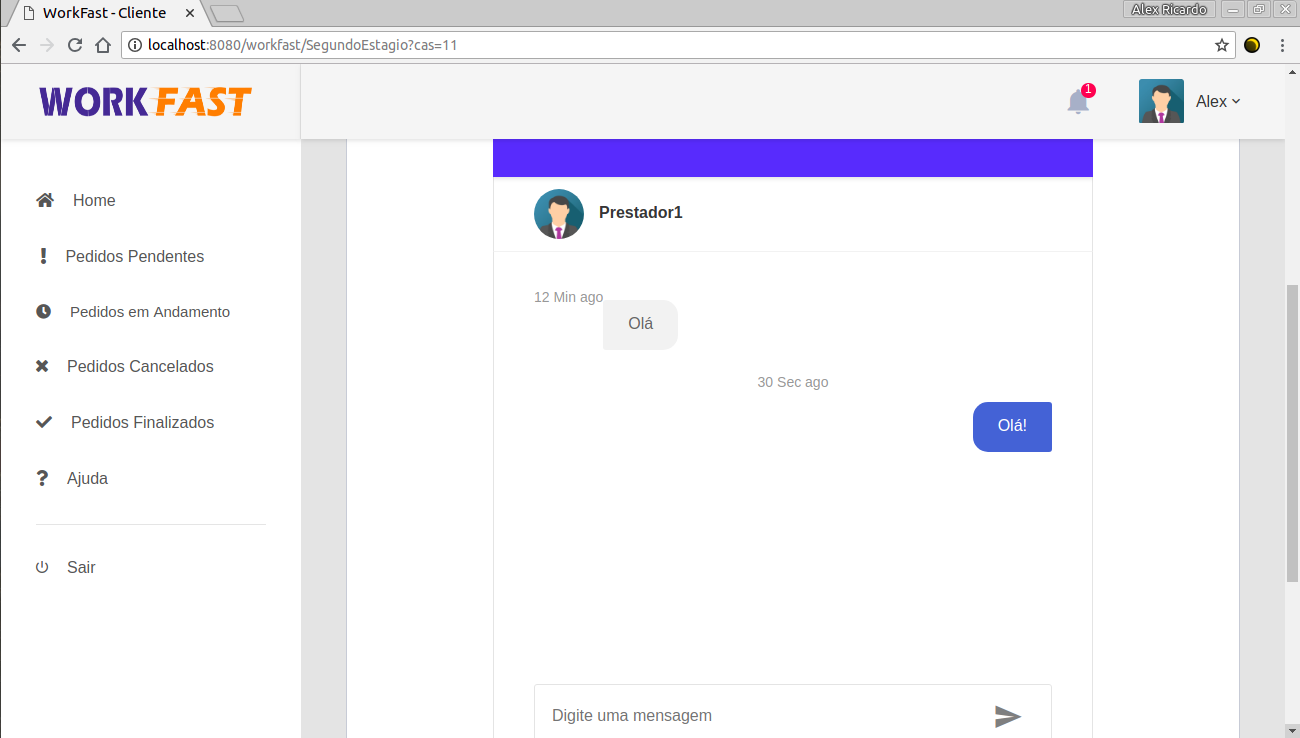 WorkFast - Cliente
Alex Ricardo
localhost:8080/workfast/SegundoEstagio?cas=11
WORK FAST
1
Alex
Home
Pedidos Pendentes
Pedidos em Andamento
Pedidos Cancelados
Pedidos Finalizados
Ajuda
Sair
Prestador1
12 Min ago
Olá
30 Sec ago
Olá!
Digite uma mensagem